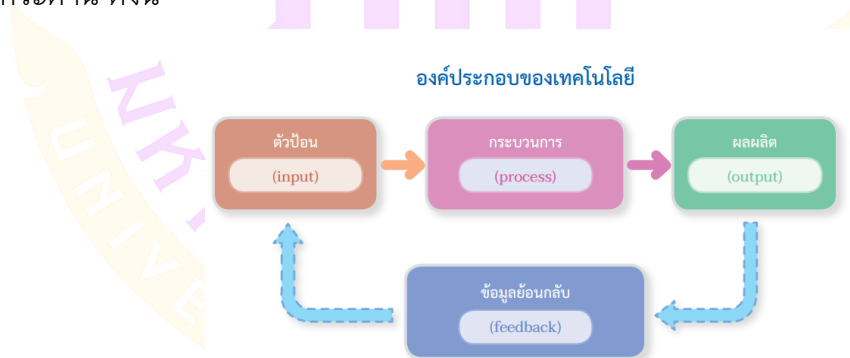 องค์ประกอบของเทคโนโลยี
ตัวป้อน
(input)
กระบวนการ
(process)
ผลผลิต
(output)
ข้อมูลย้อนกลับ
(feedback)